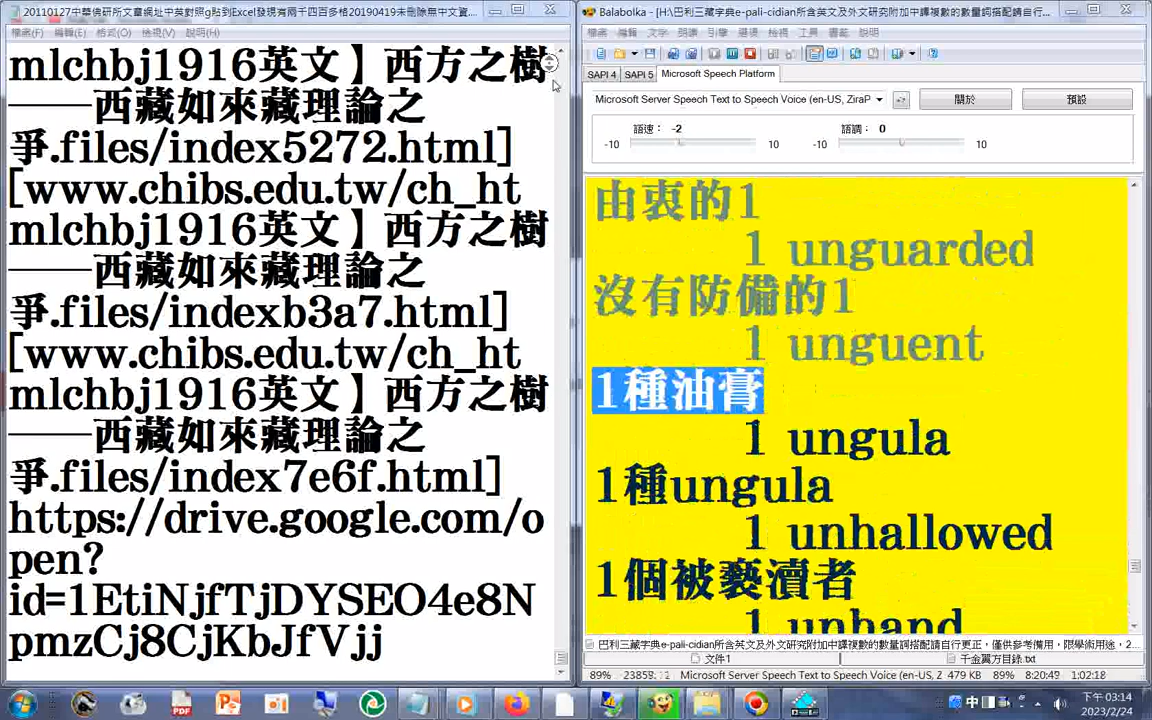 20110127中華佛研所文章網址中英對照g點到Excel發現有兩千四百多格20190419未刪除無中文資...
檔案(F) 編輯(E) 格式(O) 檢視(V) 說明(H)
mlchbj1916英文】西方之樹
——西藏如來藏理論之
爭.files/index5272.html]
[www.chibs.edu.tw/ch_ht
mlchbj1916英文】西方之樹
——西藏如來藏理論之
爭.files/indexb3a7.html]
[www.chibs.edu.tw/ch_ht
mlchbj1916英文】西方之樹
——西藏如來藏理論之
爭.files/index7e6f.html]
https://drive.google.com/o
pen?
id=1EtiNjfTjDYSEO4e8N
pmzCj8CjKbJfVjj
Balabolka - [H:\巴利三藏字典e-pali-cidian所含英文及外文研究附加中譯複數的數量詞搭配請自行...
檔案 編輯 文字 朗讀 引擎 選項 檢視 工具 書籤 說明
SAPI 4 SAPI 5 Microsoft Speech Platform
Microsoft Server Speech Text to Speech Voice (en-US, ZiraP
關於 預設
語速： -2 語調： 0
-10 10 -10 10
由衷的1
1 unguarded
沒有防備的1
1 unguent
1種油膏
1 ungula
1種ungula
1 unhallowed
1個被褻瀆者
1 unhand
巴利三藏字典e-pali-cidian所含英文及外文研究附加中譯複數的數量詞搭配請自行更正，僅供參考備用，限學術用途，2...
文件1 千金翼方目錄.txt
89% Microsoft Server Speech Text to Speech Voice (en-US, Z 479 KB 8:20:49 1:02:18
下午 03:14
2023/2/24